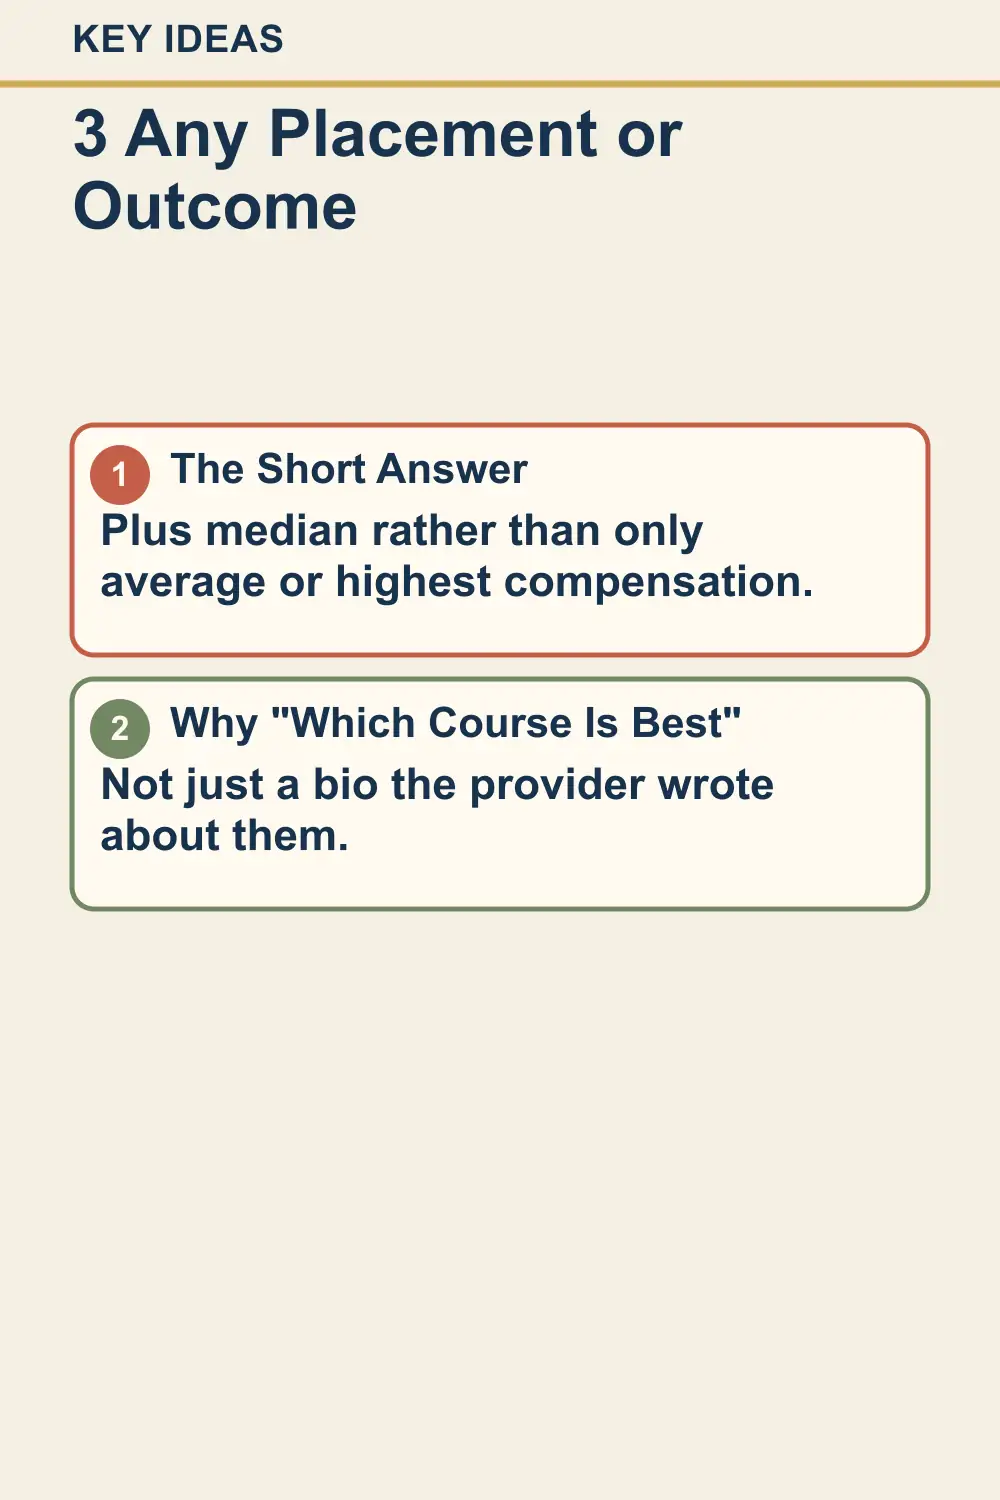 KEY IDEAS
3 Any Placement or
Outcome
1 The Short Answer
Plus median rather than only
average or highest compensation.
2 Why "Which Course Is Best"
Not just a bio the provider wrote
about them.